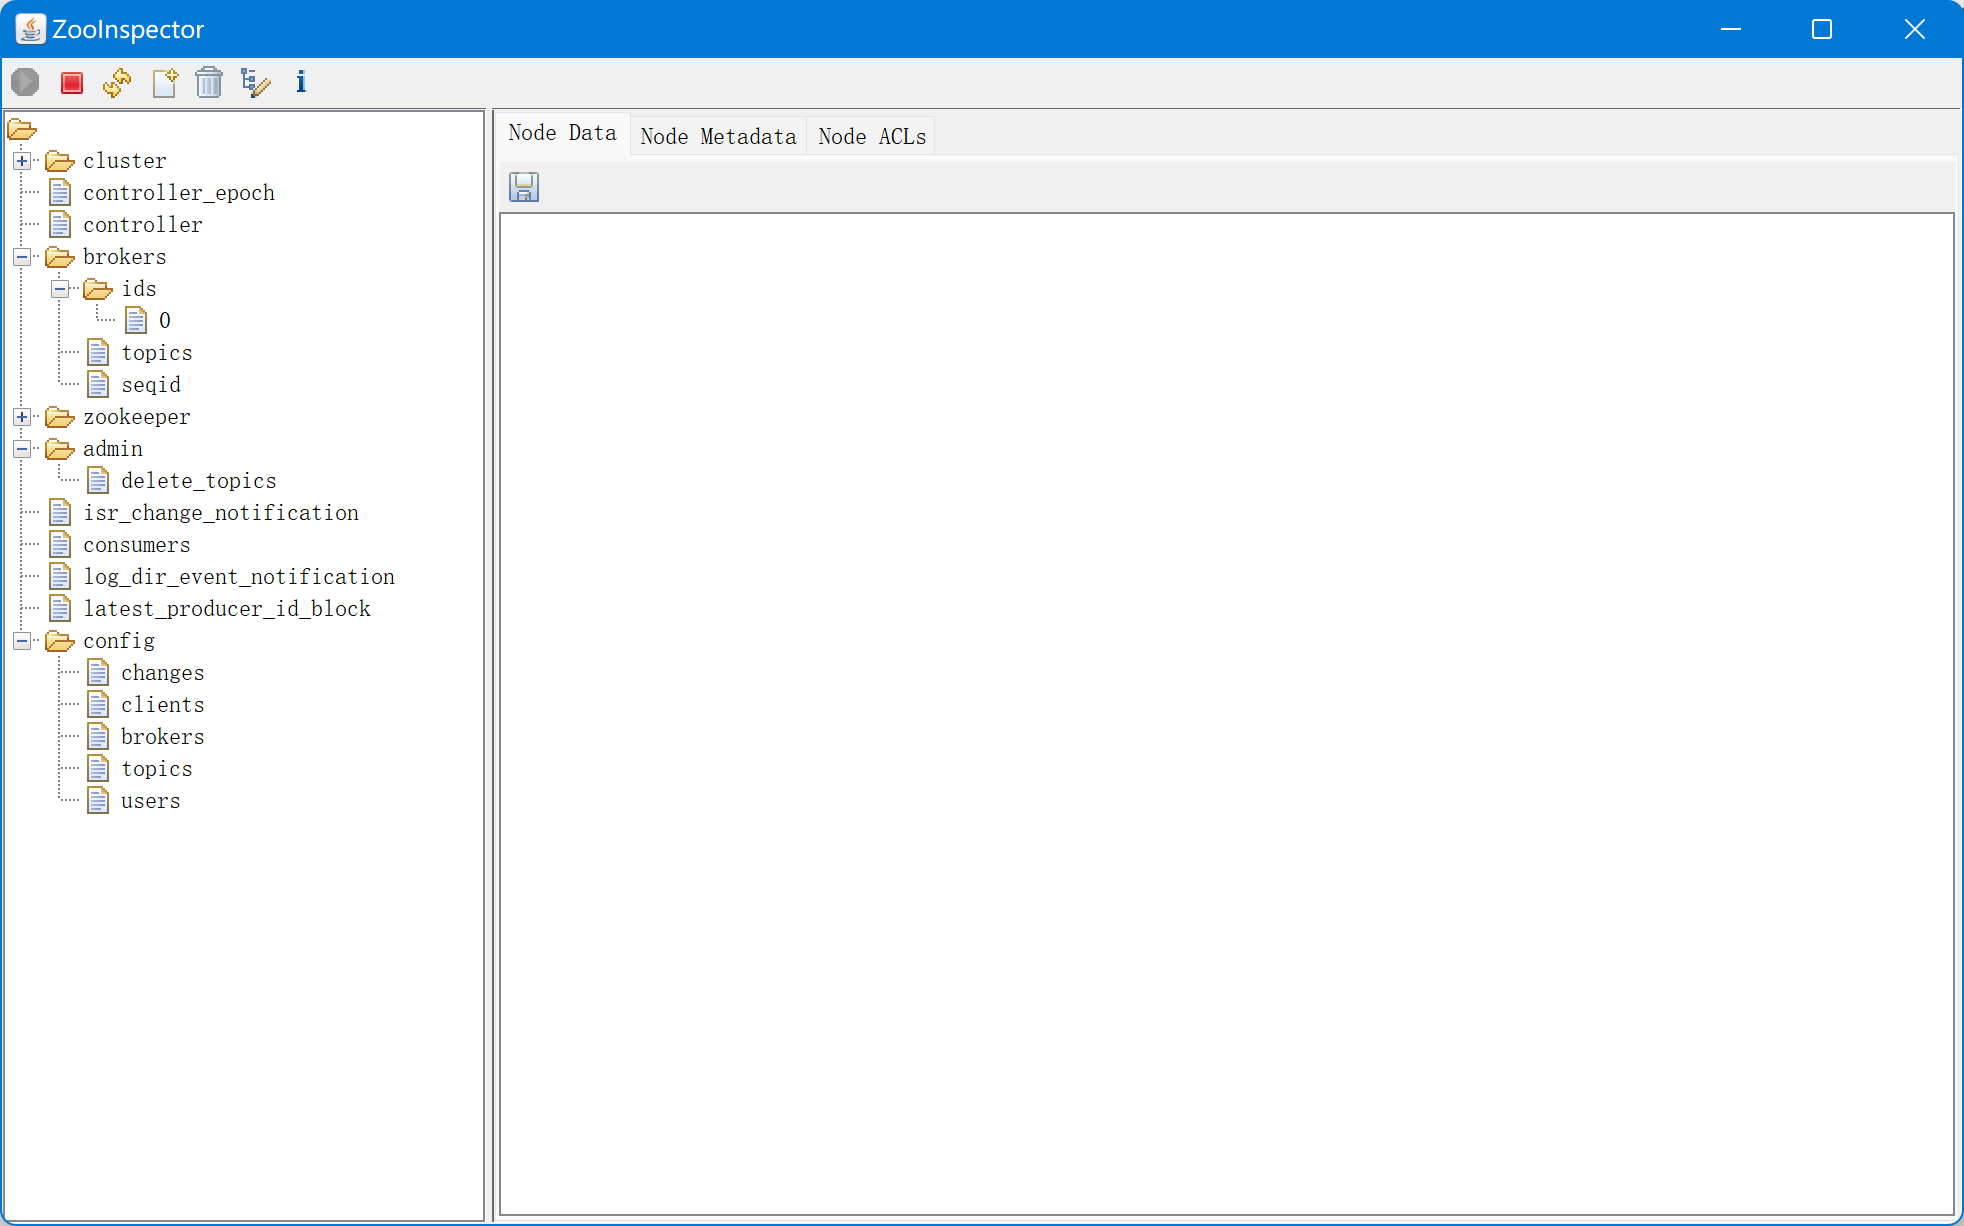 ZooInspector
cluster
controller_epoch
controller
brokers
ids
0
topics
seqid
zookeeper
admin
delete_topics
isr_change_notification
consumers
log_dir_event_notification
latest_producer_id_block
config
changes
clients
brokers
topics
users
Node Data
Node Metadata
Node ACLs